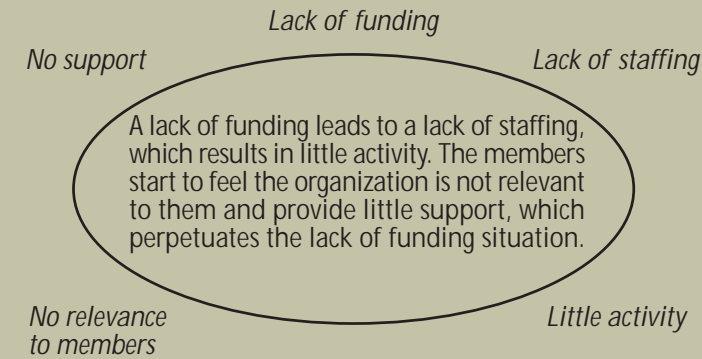 Lack of funding
No support
Lack of staffing
A lack of funding leads to a lack of staffing,
which results in little activity. The members
start to feel the organization is not relevant
to them and provide little support, which
perpetuates the lack of funding situation.
No relevance
to members
Little activity